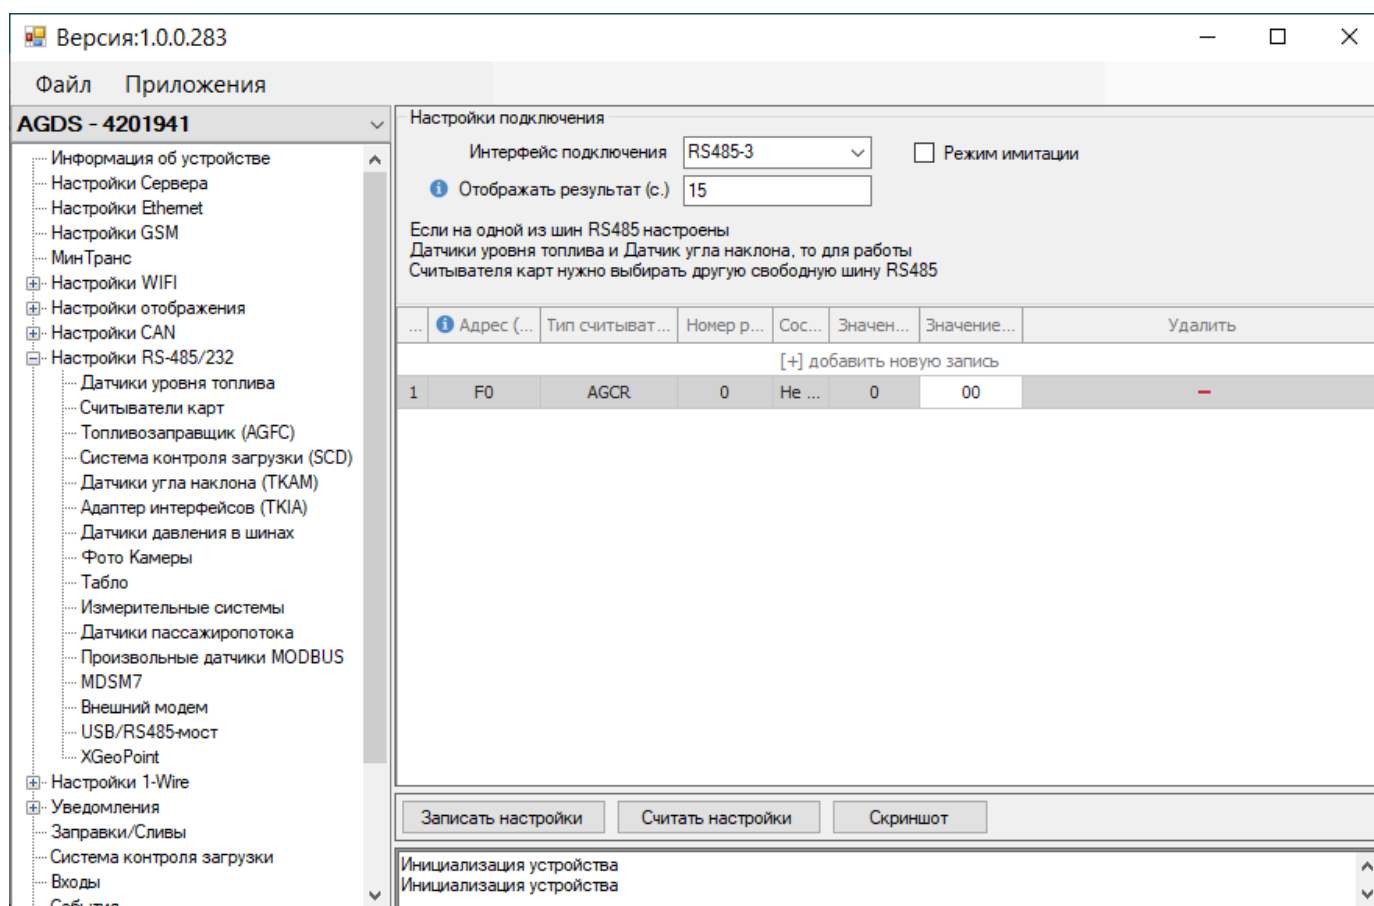 Версия:1.0.0.283
Файл Приложения
AGDS - 4201941
Информация об устройстве
Настройки Сервера
Настройки Ethernet
Настройки GSM
МинТранс
Настройки WIFI
Настройки отображения
Настройки CAN
Настройки RS-485/232
Датчики уровня топлива
Считыватели карт
Топливозаправщик (AGFC)
Система контроля загрузки (SCD)
Датчики угла наклона (TKAM)
Адаптер интерфейсов (TKIA)
Датчики давления в шинах
Фото Камеры
Табло
Измерительные системы
Датчики пассажиропотока
Произвольные датчики MODBUS
MDSM7
Внешний модем
USB/RS485-мост
XGeoPoint
Настройки 1-Wire
Уведомления
Заправки/Сливы
Система контроля загрузки
Входы
События
Настройки подключения
Интерфейс подключения RS485-3 Режим имитации
Отображать результат (с.) 15
Если на одной из шин RS485 настроены
Датчики уровня топлива и Датчик угла наклона, то для работы
Считывателя карт нужно выбирать другую свободную шину RS485
... Адрес (... Тип считыват... Номер р... Сос... Значен... Значение... Удалить
[+] добавить новую запись
1 F0 AGCR 0 Не ... 0 00
Записать настройки Считать настройки Скриншот
Инициализация устройства
Инициализация устройства